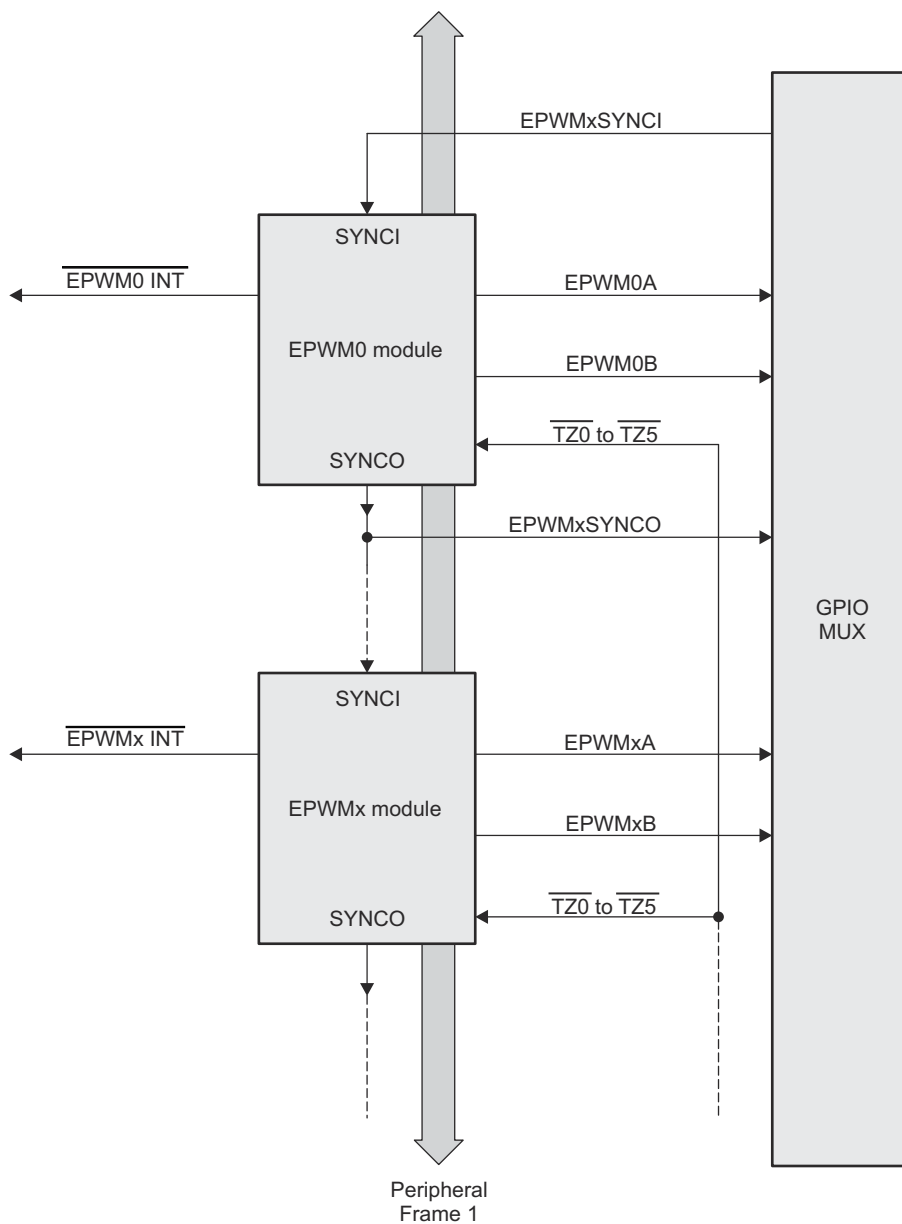 EPWMxSYNCI
SYNCI
EPWM0 INT
EPWM0A
EPWM0 module
EPWM0B
TZ0 to TZ5
SYNCO
EPWMxSYNCO
GPIO
MUX
SYNCI
EPWMx INT
EPWMxA
EPWMx module
EPWMxB
TZ0 to TZ5
SYNCO
Peripheral
Frame 1